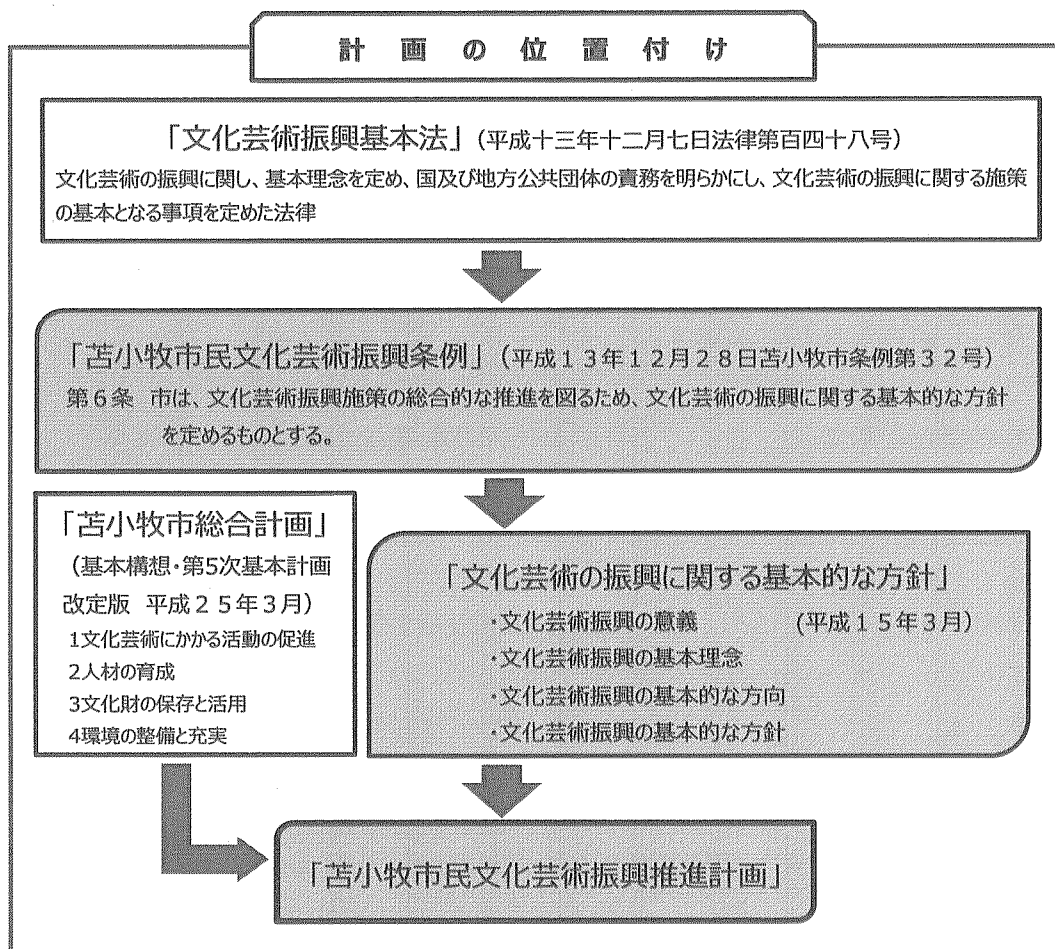 計画の位置付け
「文化芸術振興基本法」（平成十三年十二月七日法律第百四十八号）
文化芸術の振興に関し、基本理念を定め、国及び地方公共団体の責務を明らかにし、文化芸術の振興に関する施策
の基本となる事項を定めた法律
「苫小牧市民文化芸術振興条例」（平成１３年１２月２８日苫小牧市条例第３２号）
第６条 市は、文化芸術振興施策の総合的な推進を図るため、文化芸術の振興に関する基本的な方針
を定めるものとする。
「苫小牧市総合計画」
（基本構想・第5次基本計画
改定版 平成２５年３月）
1文化芸術にかかる活動の促進
2人材の育成
3文化財の保存と活用
4環境の整備と充実
「文化芸術の振興に関する基本的な方針」
・文化芸術振興の意義 （平成１５年３月）
・文化芸術振興の基本理念
・文化芸術振興の基本的な方向
・文化芸術振興の基本的な方針
「苫小牧市民文化芸術振興推進計画」